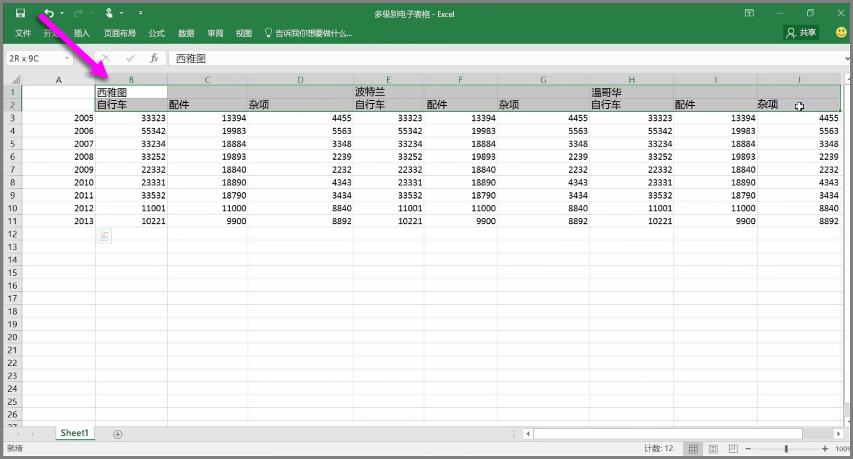 多级别电子表格 - Excel
文件 开始 插入 页面布局 公式 数据 审阅 视图 告诉我你想要做什么... 共享
2R x 9C fx 西雅图
A B C D E F G H I J
1 西雅图 波特兰 温哥华
2 自行车 配件 杂项 自行车 配件 杂项 自行车 配件 杂项
3 2005 33323 13394 4455 33323 13394 4455 33323 13394 4455
4 2006 55342 19983 5563 55342 19983 5563 55342 19983 5563
5 2007 33234 18884 3348 33234 18884 3348 33234 18884 3348
6 2008 33252 19893 2239 33252 19893 2239 33252 19893 2239
7 2009 22332 18840 2232 22332 18840 2232 22332 18840 2232
8 2010 23331 18890 4343 23331 18890 4343 23331 18890 4343
9 2011 33532 18790 3434 33532 18790 3434 33532 18790 3434
10 2012 11001 11000 8840 11001 11000 8840 11001 11000 8840
11 2013 10221 9900 8892 10221 9900 8892 10221 9900 8892
12
13
14
15
16
17
18
19
20
21
22
23
24
25
26
27
Sheet1
就绪 计数: 12 100%